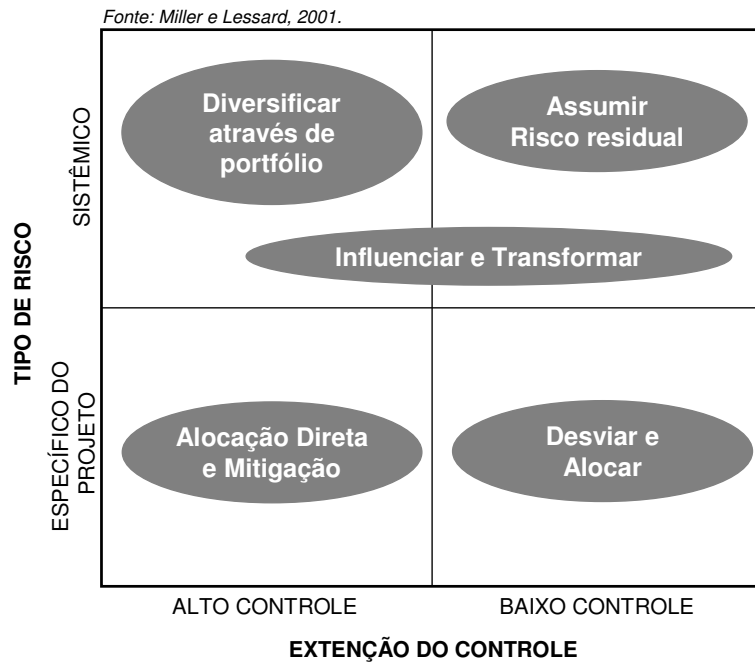 Fonte: Miller e Lessard, 2001.
TIPO DE RISCO
SISTÊMICO
Diversificar
através de
portfólio
Assumir
Risco residual
Influenciar e Transformar
ESPECÍFICO DO
PROJETO
Alocação Direta
e Mitigação
Desviar e
Alocar
ALTO CONTROLE
BAIXO CONTROLE
EXTENÇÃO DO CONTROLE